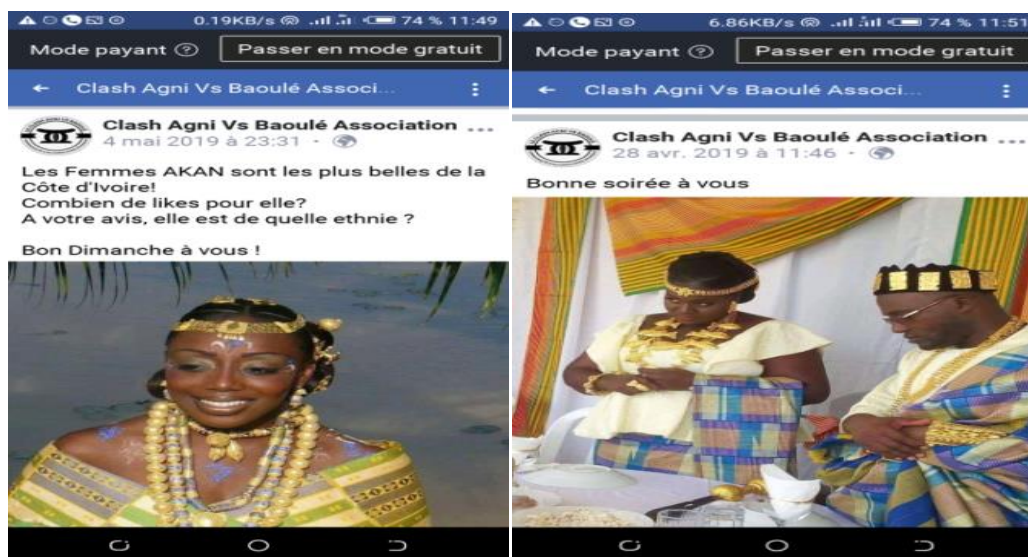 0.19KB/s 74 % 11:49
Mode payant ? Passer en mode gratuit
Clash Agni Vs Baoulé Associ...
Clash Agni Vs Baoulé Association ...
4 mai 2019 à 23:31 ·
Les Femmes AKAN sont les plus belles de la
Côte d'Ivoire!
Combien de likes pour elle?
A votre avis, elle est de quelle ethnie ?
Bon Dimanche à vous !
6.86KB/s 74 % 11:51
Mode payant ? Passer en mode gratuit
Clash Agni Vs Baoulé Associ...
Clash Agni Vs Baoulé Association ...
28 avr. 2019 à 11:46 ·
Bonne soirée à vous